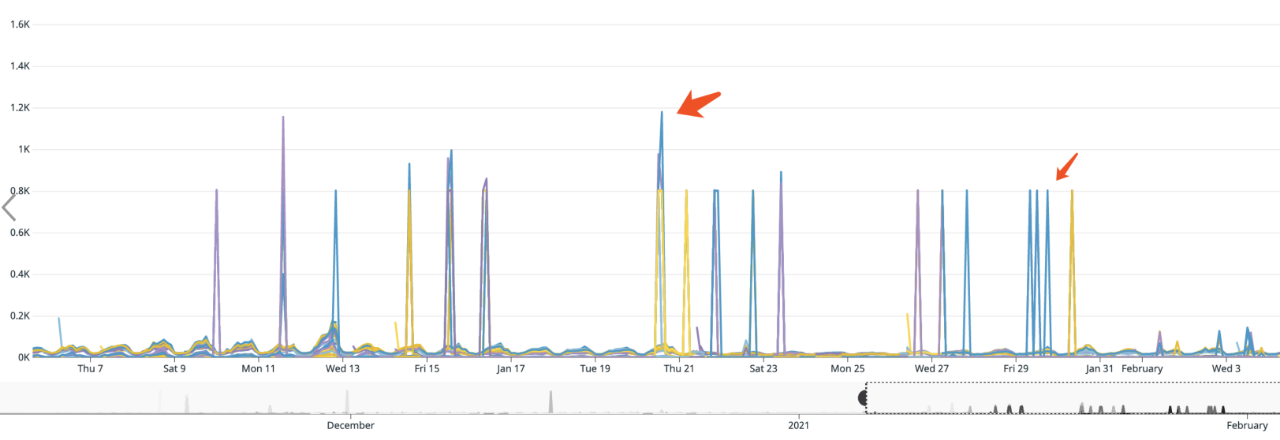 1.6K
1.4K
1.2K
1K
0.8K
0.6K
0.4K
0.2K
0K
Thu 7 Sat 9 Mon 11 Wed 13 Fri 15 Jan 17 Tue 19 Thu 21 Sat 23 Mon 25 Wed 27 Fri 29 Jan 31 February Wed 3
December 2021 February